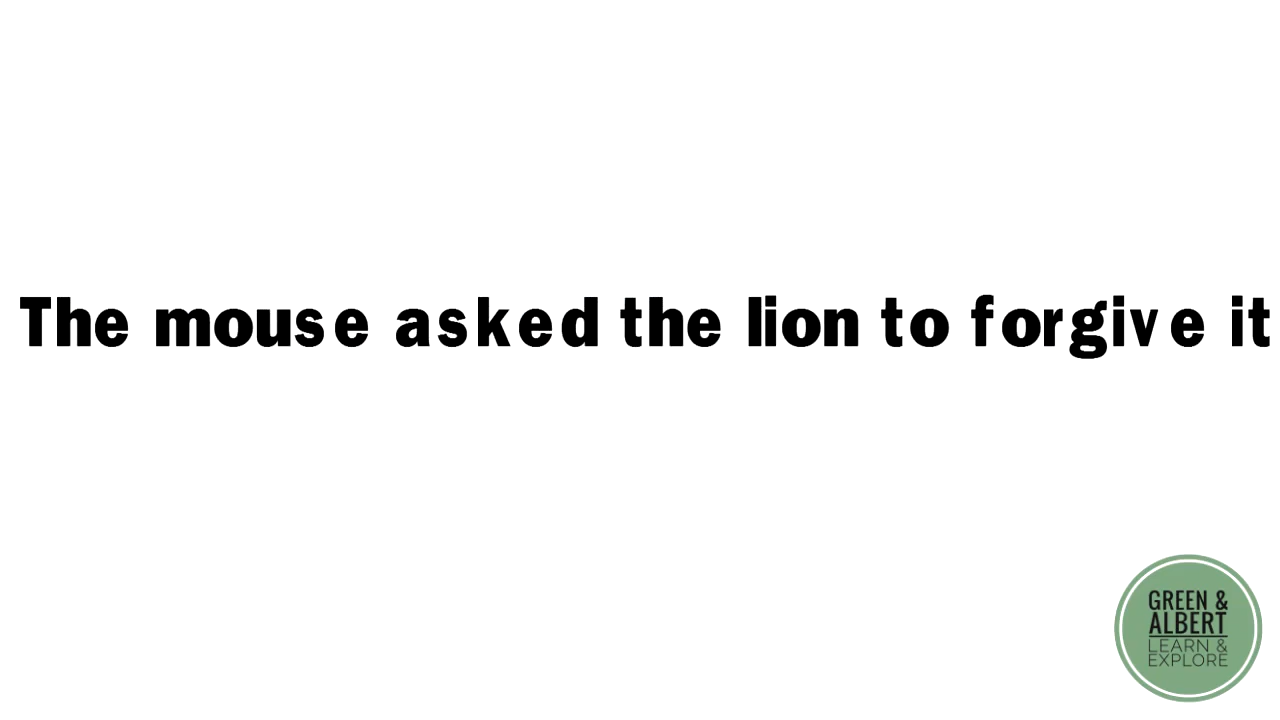 The mouse asked the lion to forgive it
GREEN &
ALBERT
LEARN &
EXPLORE